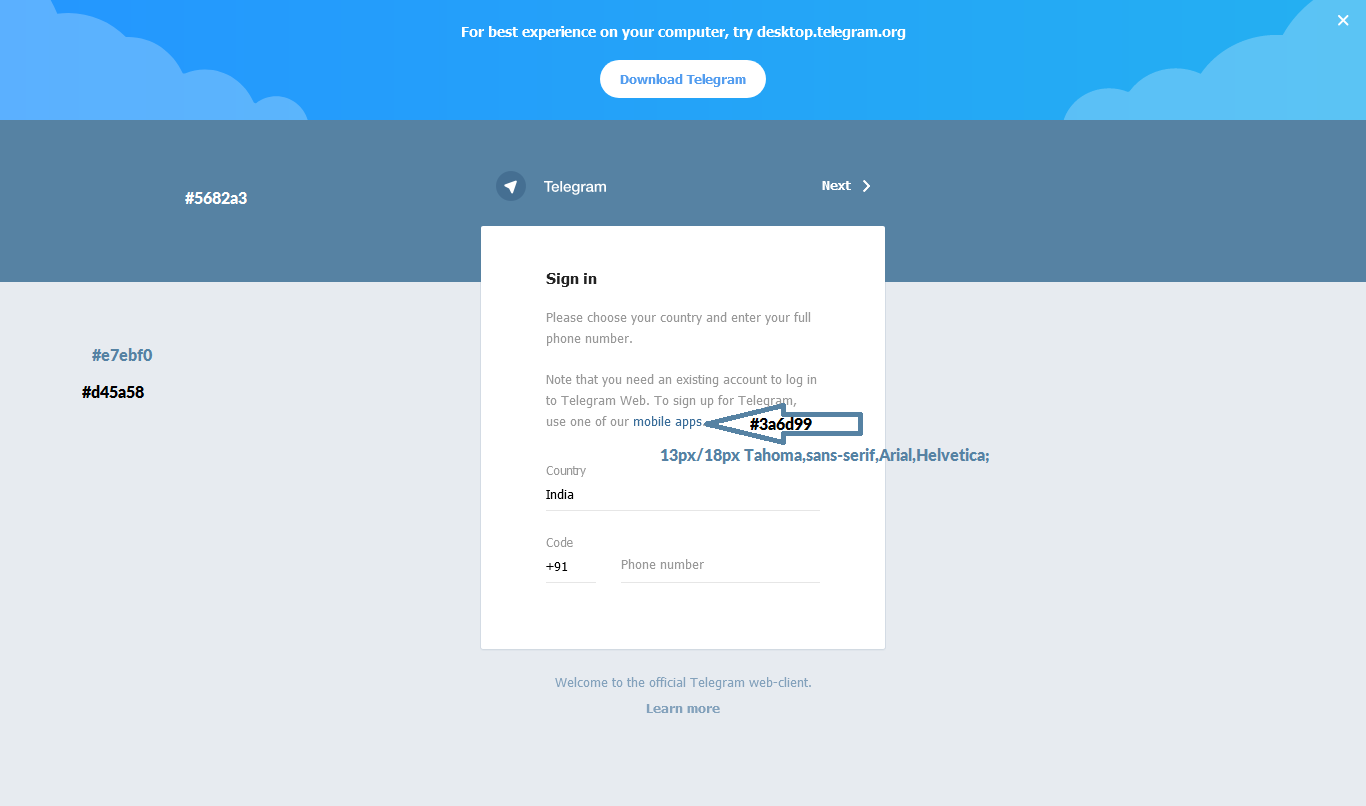 For best experience on your computer, try desktop.telegram.org
Download Telegram
#5682a3
Telegram
Next
Sign in
Please choose your country and enter your full
phone number.
#e7ebf0
#d45a58
Note that you need an existing account to log in
to Telegram Web. To sign up for Telegram,
use one of our mobile apps.
#3a6d99
13px/18px Tahoma,sans-serif,Arial,Helvetica;
Country
India
Code
+91
Phone number
Welcome to the official Telegram web-client.
Learn more